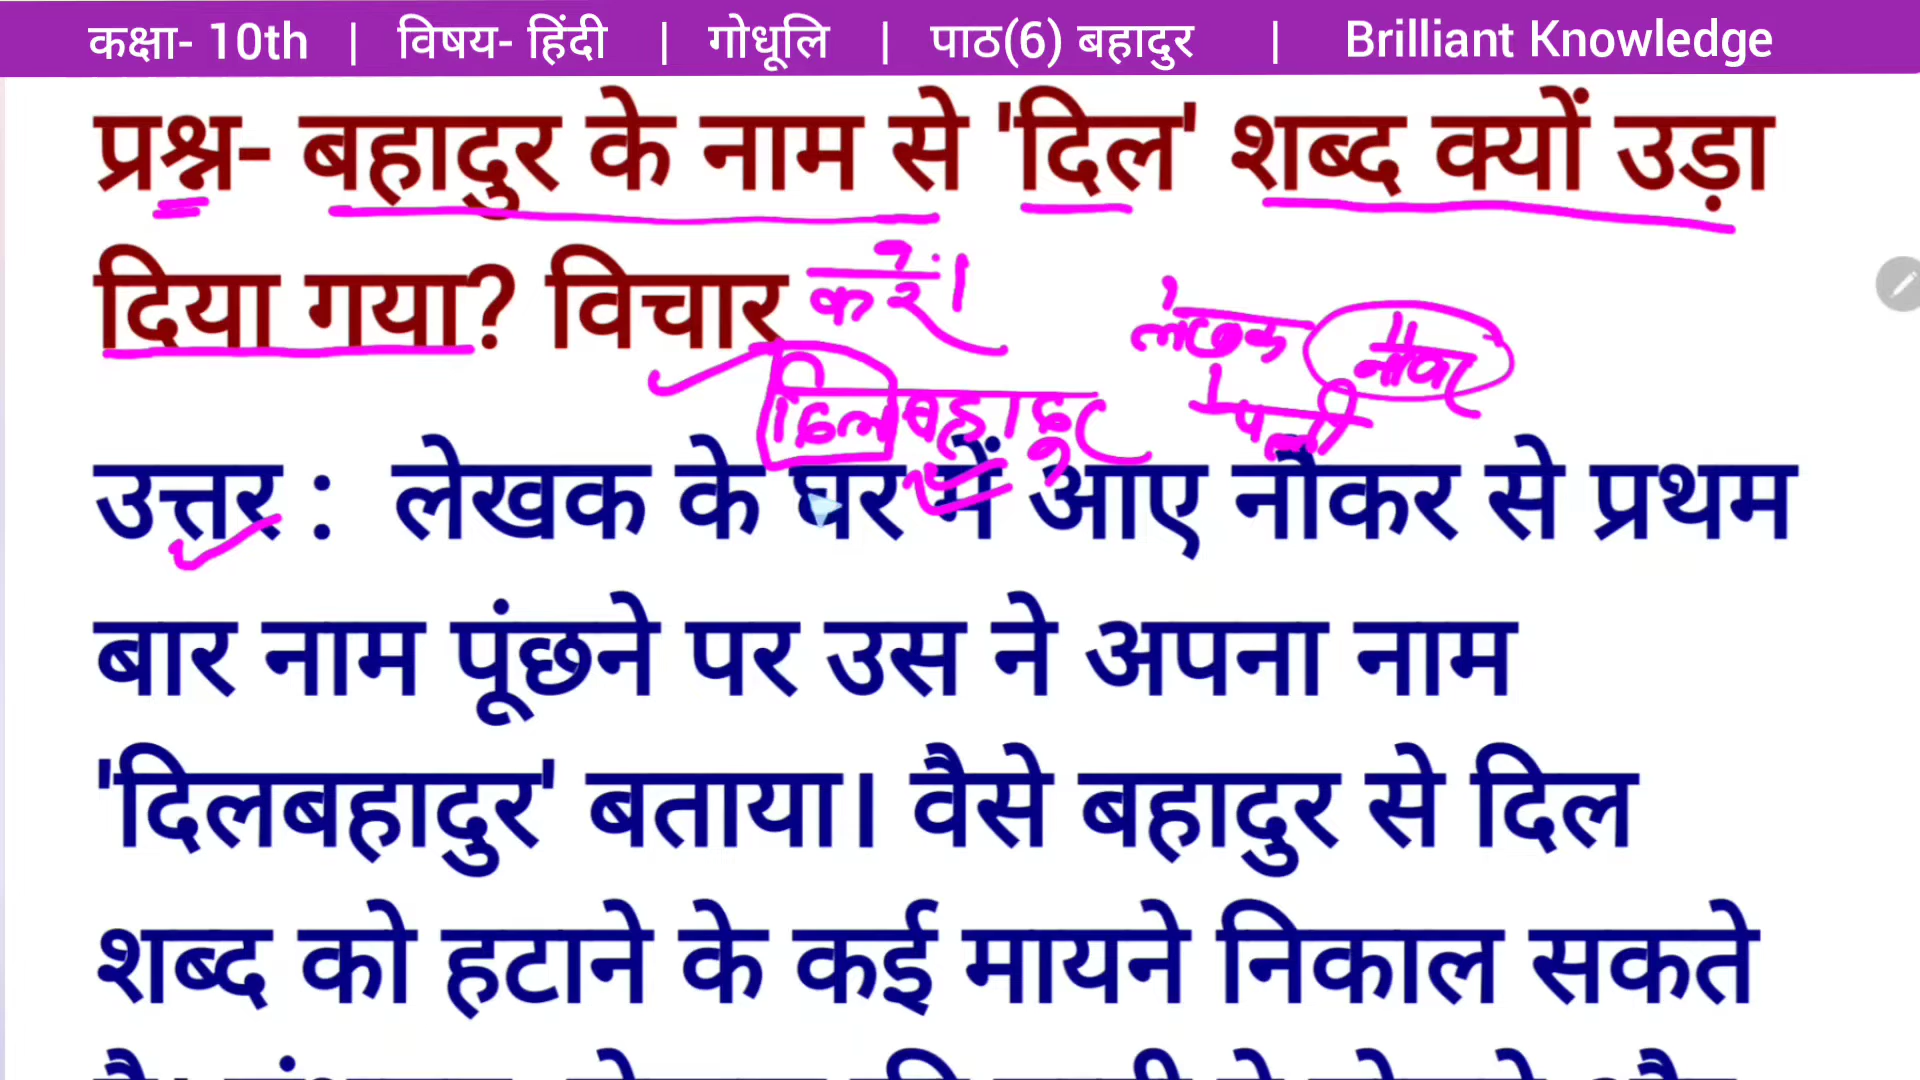 कक्षा- 10th | विषय- हिंदी | गोधूलि | पाठ(6) बहादुर | Brilliant Knowledge
प्रश्न- बहादुर के नाम से 'दिल' शब्द क्यों उड़ा
दिया गया? विचार करें।
लेखक नौकर
दिलबहादुर पत्नी
उत्तर : लेखक के घर में आए नौकर से प्रथम
बार नाम पूंछने पर उस ने अपना नाम
'दिलबहादुर' बताया। वैसे बहादुर से दिल
शब्द को हटाने के कई मायने निकाल सकते